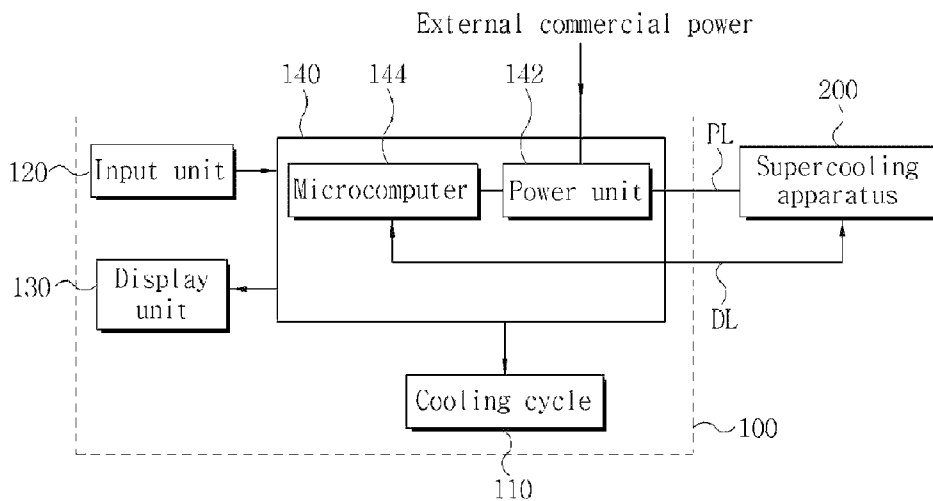 External commercial power
140
144
142
200
120
Input unit
Microcomputer
Power unit
PL
Supercooling
apparatus
130
Display
unit
DL
Cooling cycle
100
110